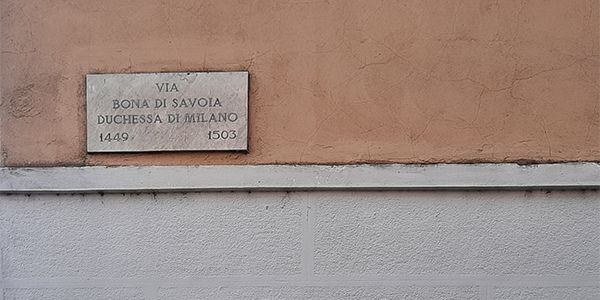 VIA
BONA DI SAVOIA
DUCHESSA DI MILANO
1449 1503